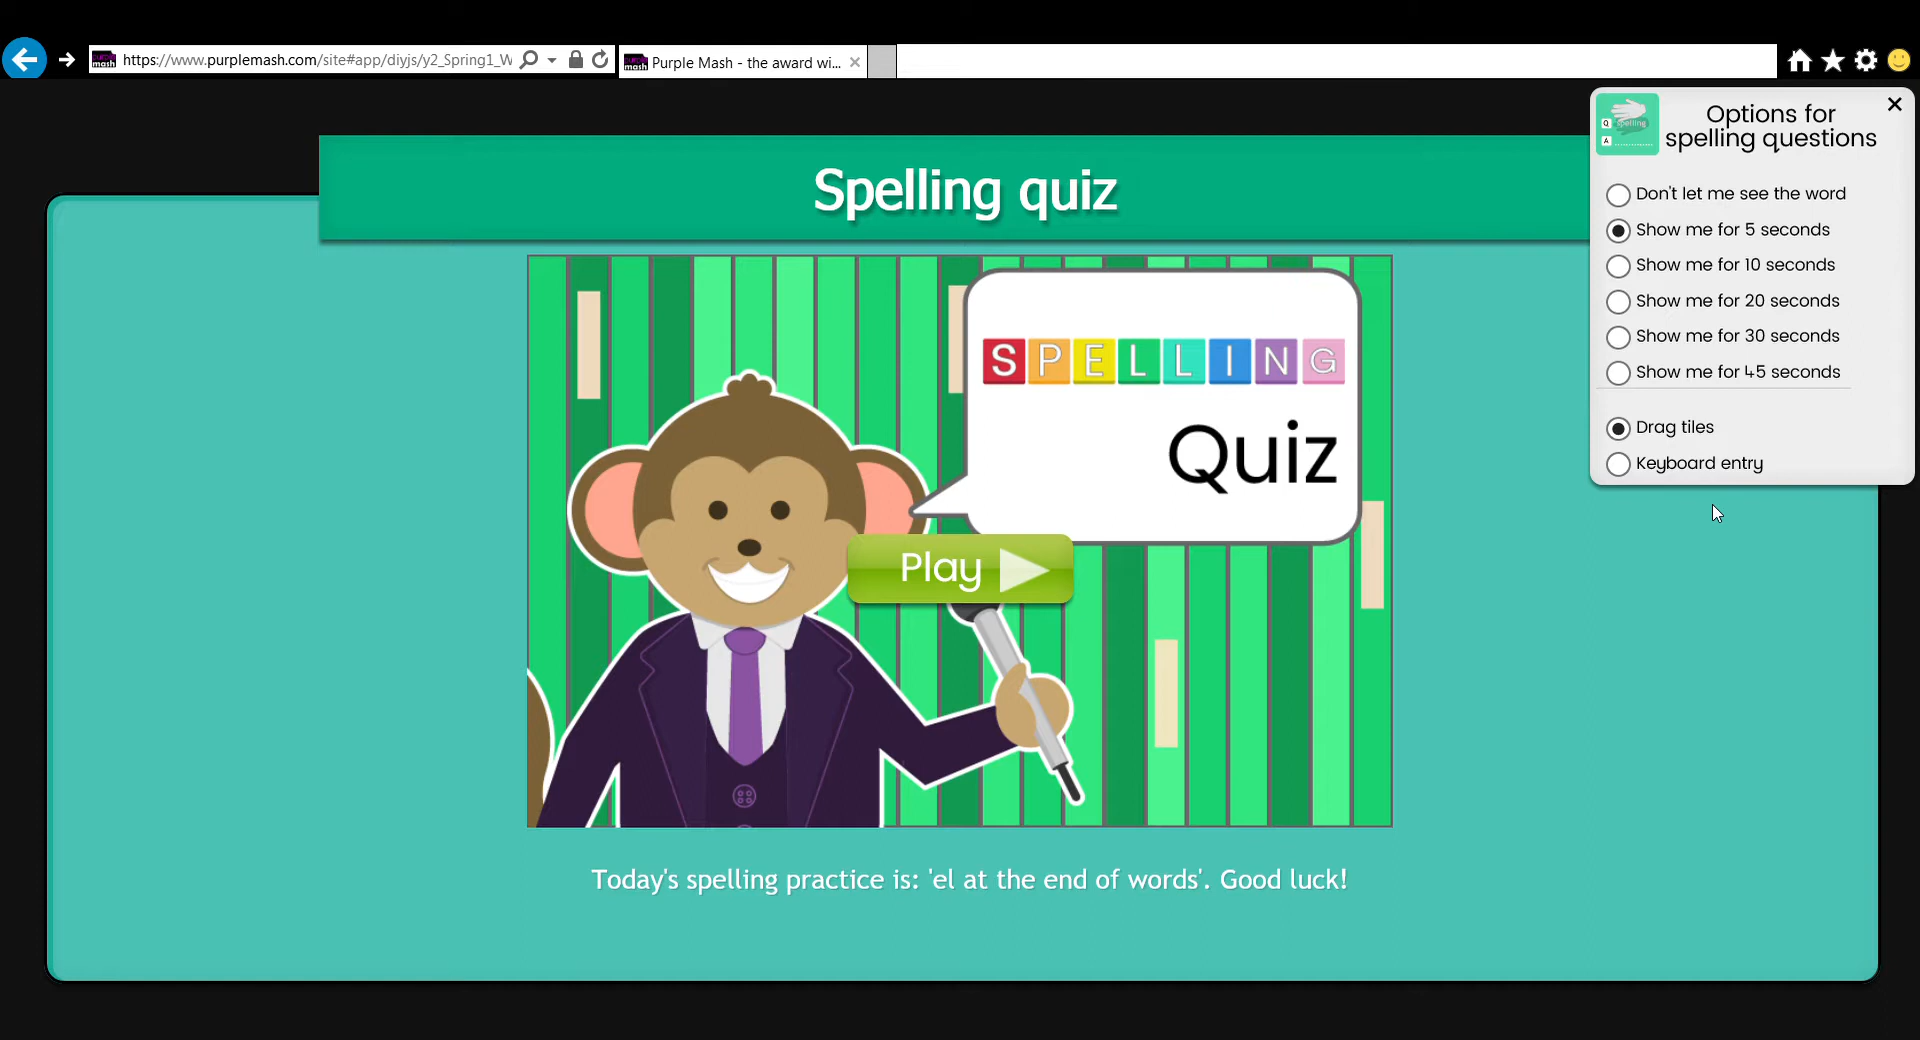 https://www.purplemash.com/site#app/diyjs/y2_Spring1_W
Purple Mash - the award wi...
Options for
spelling questions
Spelling quiz
Don't let me see the word
Show me for 5 seconds
Show me for 10 seconds
Show me for 20 seconds
Show me for 30 seconds
Show me for 45 seconds
Drag tiles
Keyboard entry
SPELLING
Quiz
Play
Today's spelling practice is: 'el at the end of words'. Good luck!